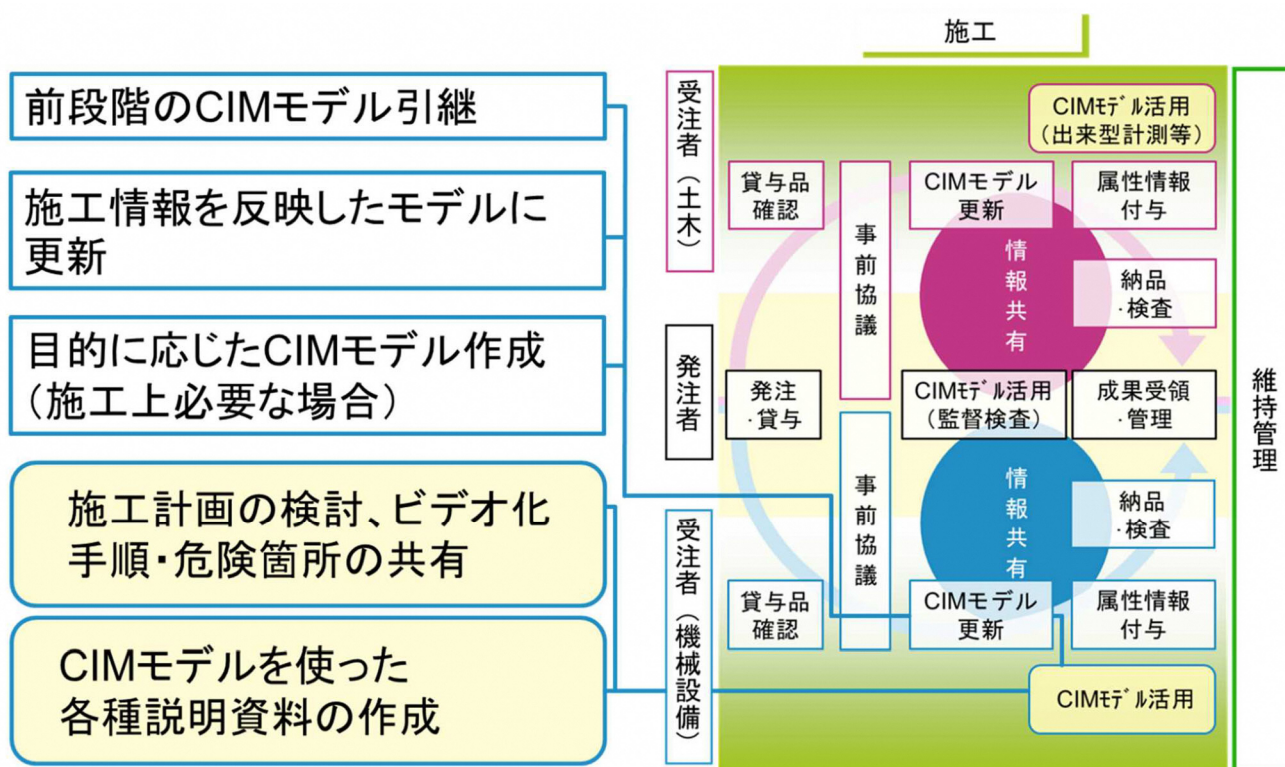 前段階のCIMモデル引継
施工情報を反映したモデルに
更新
目的に応じたCIMモデル作成
(施工上必要な場合)
施工計画の検討、ビデオ化
手順・危険箇所の共有
CIMモデルを使った
各種説明資料の作成
施工
受注者(土木)
CIMﾓﾃﾞﾙ活用
(出来型計測等)
貸与品
確認
事前協議
CIMモデル
更新
属性情報
付与
情報共有
納品
・検査
発注者
発注
・貸与
CIMﾓﾃﾞﾙ活用
(監督検査)
成果受領
・管理
受注者(機械設備)
事前協議
情報共有
納品
・検査
貸与品
確認
CIMモデル
更新
属性情報
付与
CIMﾓﾃﾞﾙ活用
維持管理